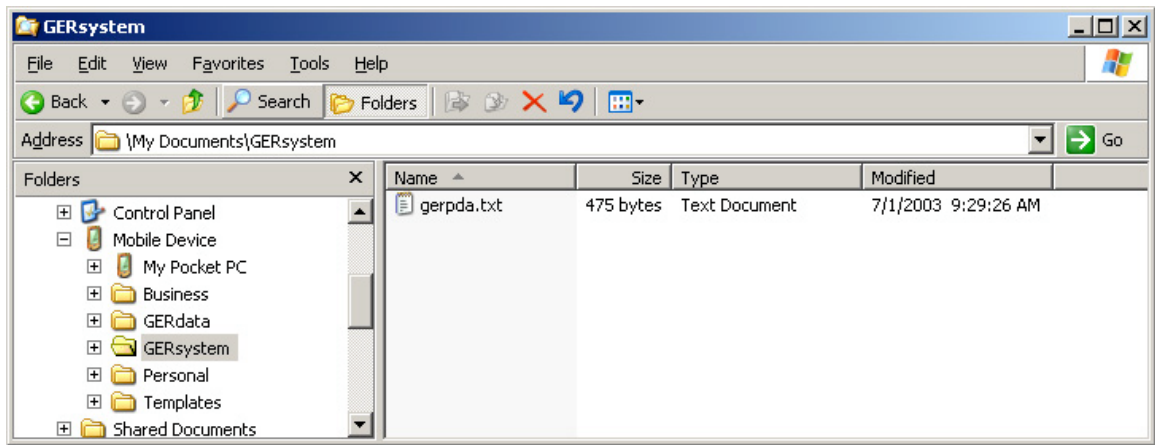 GERsystem
File Edit View Favorites Tools Help
Back Search Folders
Address \My Documents\GERsystem Go
Folders x Name Size Type Modified
Control Panel gerpda.txt 475 bytes Text Document 7/1/2003 9:29:26 AM
Mobile Device
My Pocket PC
Business
GERdata
GERsystem
Personal
Templates
Shared Documents